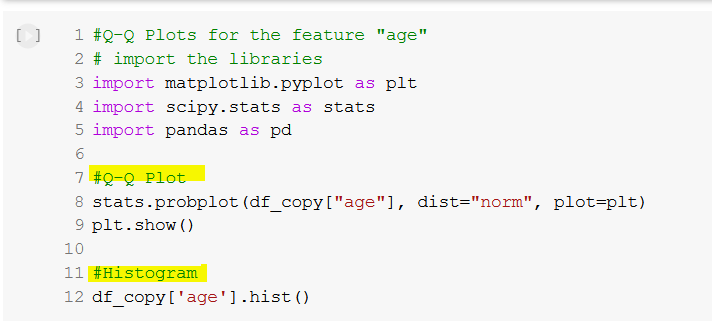 [ ] 1 #Q-Q Plots for the feature "age"
2 # import the libraries
3 import matplotlib.pyplot as plt
4 import scipy.stats as stats
5 import pandas as pd
6
7 #Q-Q Plot
8 stats.probplot(df_copy["age"], dist="norm", plot=plt)
9 plt.show()
10
11 #Histogram
12 df_copy['age'].hist()